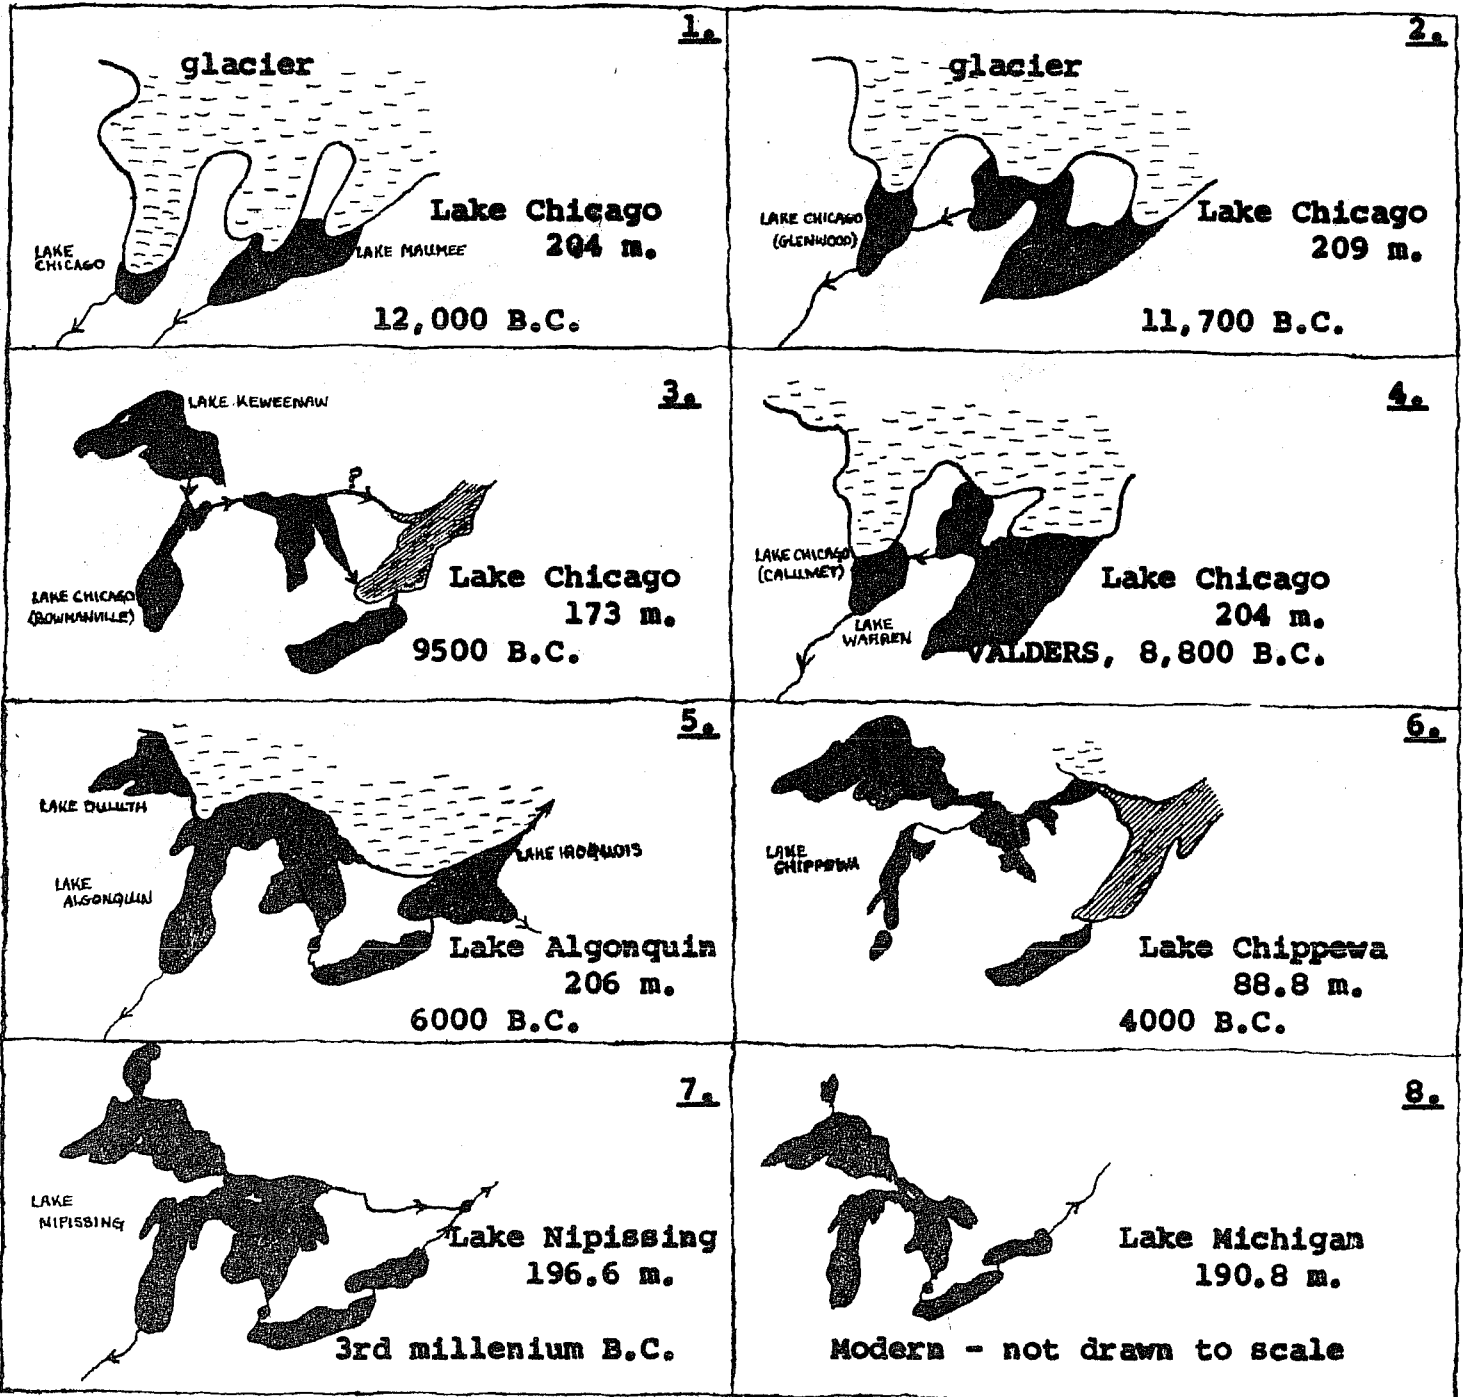 1.
glacier
Lake Chicago
204 m.
LAKE
CHICAGO
LAKE MAUMEE
12,000 B.C.
2.
glacier
Lake Chicago
209 m.
LAKE CHICAGO
(GLENWOOD)
11,700 B.C.
3.
LAKE KEWEENAW
?
LAKE CHICAGO
(BOWMANVILLE)
Lake Chicago
173 m.
9500 B.C.
4.
LAKE CHICAGO
(CALUMET)
LAKE
WARREN
Lake Chicago
204 m.
VALDERS, 8,800 B.C.
5.
LAKE DULUTH
LAKE IROQUOIS
LAKE
ALGONQUIN
Lake Algonquin
206 m.
6000 B.C.
6.
LAKE
CHIPPEWA
Lake Chippewa
88.8 m.
4000 B.C.
7.
LAKE
NIPISSING
Lake Nipissing
196.6 m.
3rd millenium B.C.
8.
Lake Michigan
190.8 m.
Modern - not drawn to scale